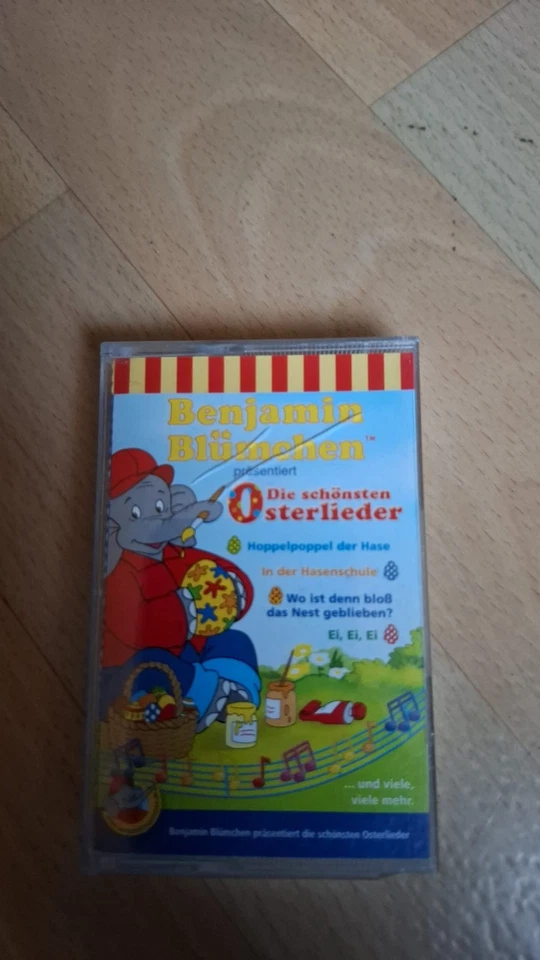 Benjamin
Blümchen™
präsentiert
Die schönsten
Osterlieder
Hoppelpoppel der Hase
In der Hasenschule
Wo ist denn bloß
das Nest geblieben?
Ei, Ei, Ei
... und viele,
viele mehr.
Benjamin Blümchen präsentiert die schönsten Osterlieder